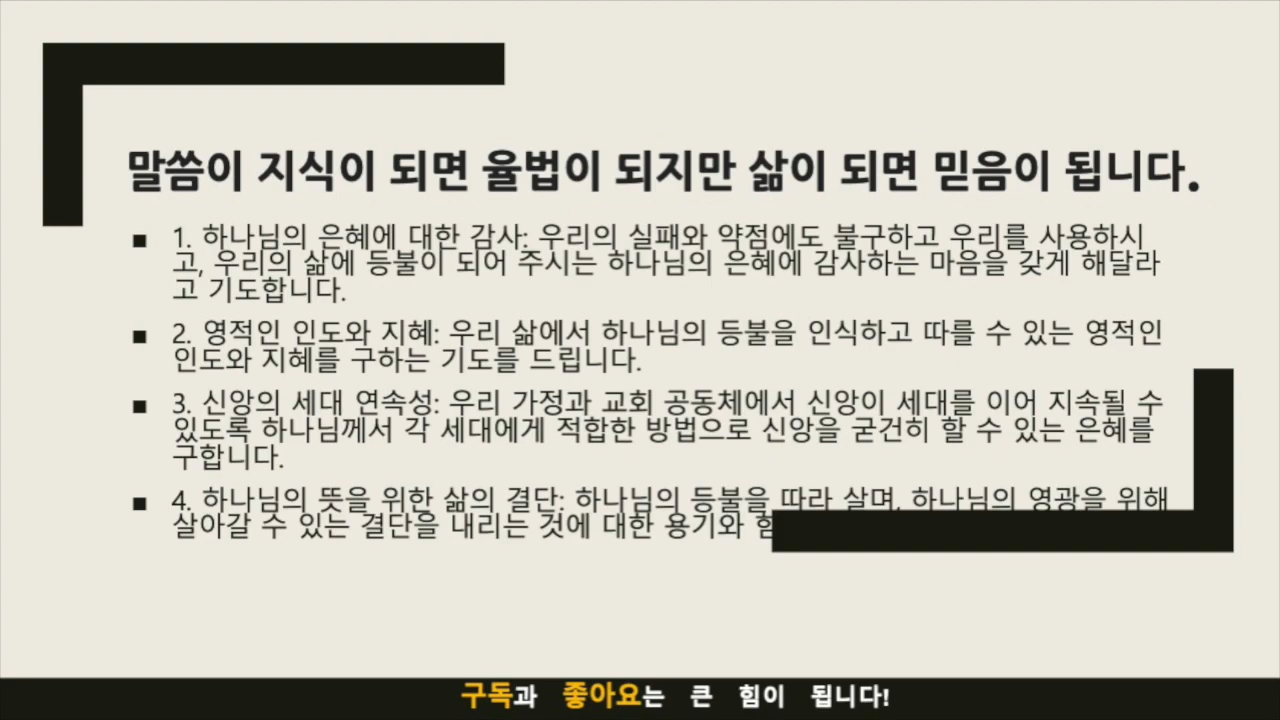 말씀이 지식이 되면 율법이 되지만 삶이 되면 믿음이 됩니다.
■ 1. 하나님의 은혜에 대한 감사: 우리의 실패와 약점에도 불구하고 우리를 사용하시
고, 우리의 삶에 등불이 되어 주시는 하나님의 은혜에 감사하는 마음을 갖게 해달라
고 기도합니다.
■ 2. 영적인 인도와 지혜: 우리 삶에서 하나님의 등불을 인식하고 따를 수 있는 영적인
인도와 지혜를 구하는 기도를 드립니다.
■ 3. 신앙의 세대 연속성: 우리 가정과 교회 공동체에서 신앙이 세대를 이어 지속될 수
있도록 하나님께서 각 세대에게 적합한 방법으로 신앙을 굳건히 할 수 있는 은혜를
구합니다.
■ 4. 하나님의 뜻을 위한 삶의 결단: 하나님의 등불을 따라 살며, 하나님의 영광을 위해
살아갈 수 있는 결단을 내리는 것에 대한 용기와
구독과 좋아요는 큰 힘이 됩니다!